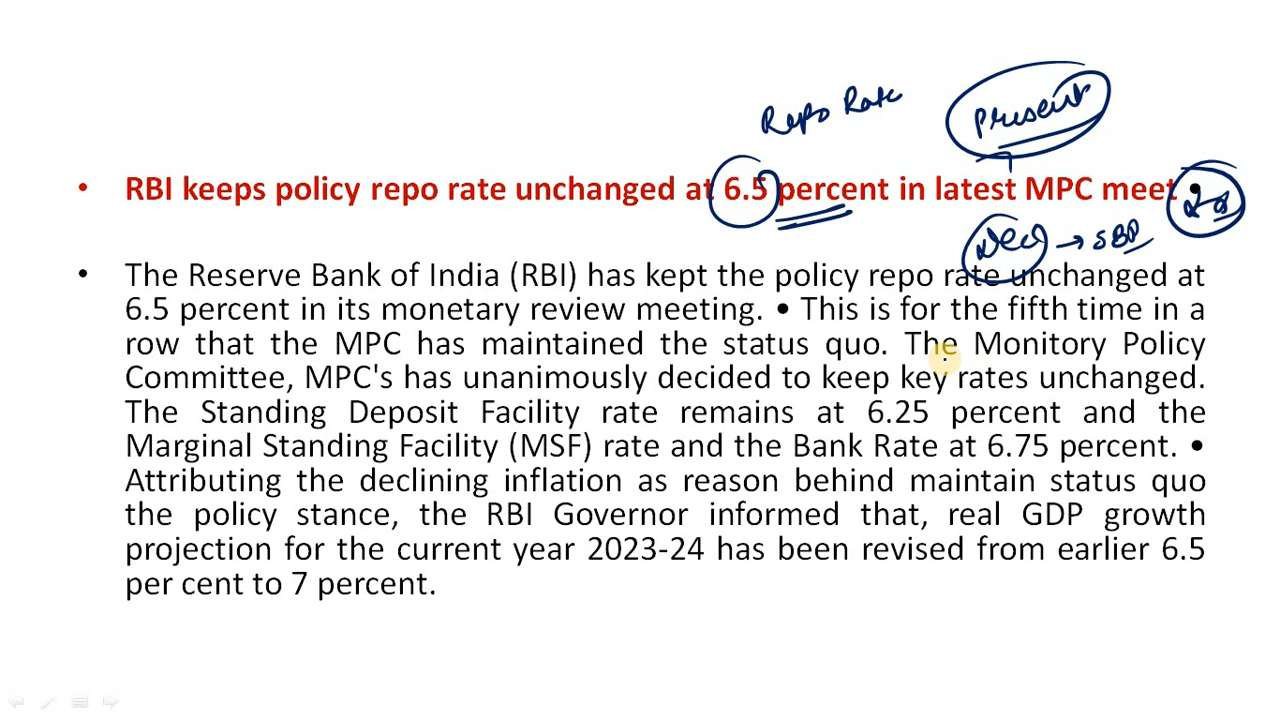 Repo Rate
Present
• RBI keeps policy repo rate unchanged at 6.5 percent in latest MPC meet •
→ SBP
• The Reserve Bank of India (RBI) has kept the policy repo rate unchanged at
6.5 percent in its monetary review meeting. • This is for the fifth time in a
row that the MPC has maintained the status quo. The Monitory Policy
Committee, MPC's has unanimously decided to keep key rates unchanged.
The Standing Deposit Facility rate remains at 6.25 percent and the
Marginal Standing Facility (MSF) rate and the Bank Rate at 6.75 percent. •
Attributing the declining inflation as reason behind maintain status quo
the policy stance, the RBI Governor informed that, real GDP growth
projection for the current year 2023-24 has been revised from earlier 6.5
per cent to 7 percent.